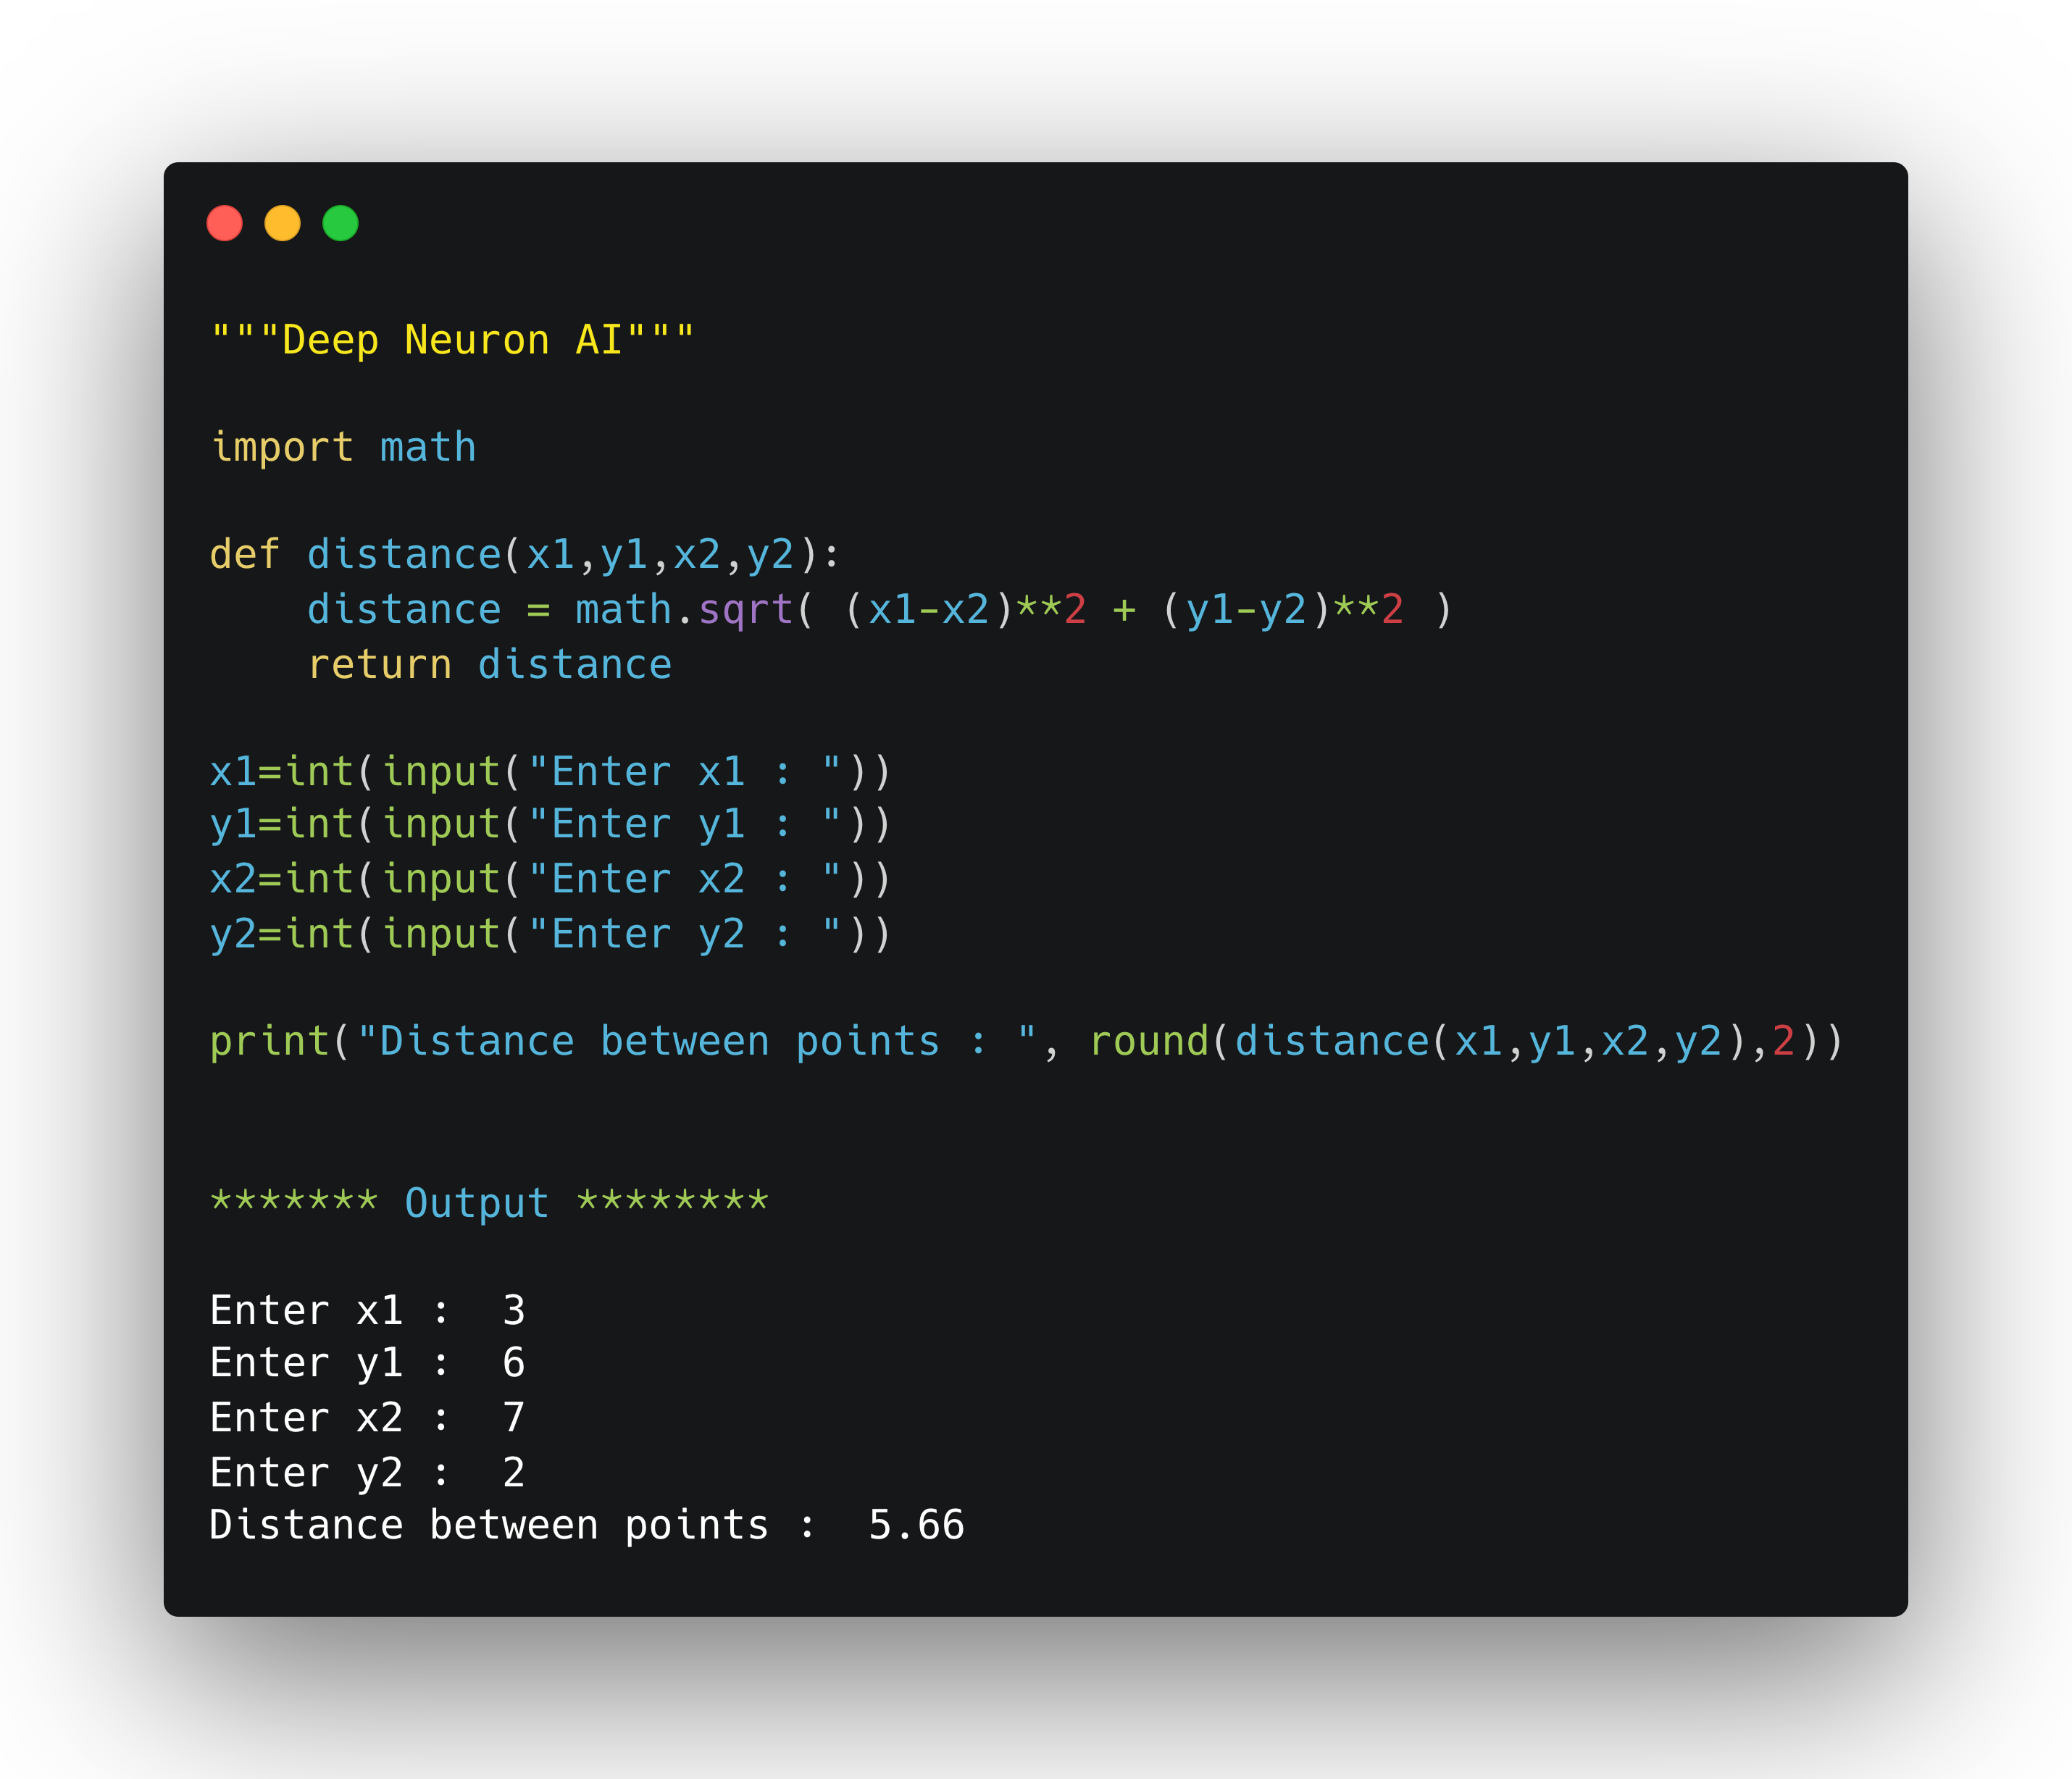 """Deep Neuron AI"""
import math
def distance(x1,y1,x2,y2):
    distance = math.sqrt( (x1-x2)**2 + (y1-y2)**2 )
    return distance
x1=int(input("Enter x1 : "))
y1=int(input("Enter y1 : "))
x2=int(input("Enter x2 : "))
y2=int(input("Enter y2 : "))
print("Distance between points : ", round(distance(x1,y1,x2,y2),2))
******* Output ********
Enter x1 :  3
Enter y1 :  6
Enter x2 :  7
Enter y2 :  2
Distance between points :  5.66